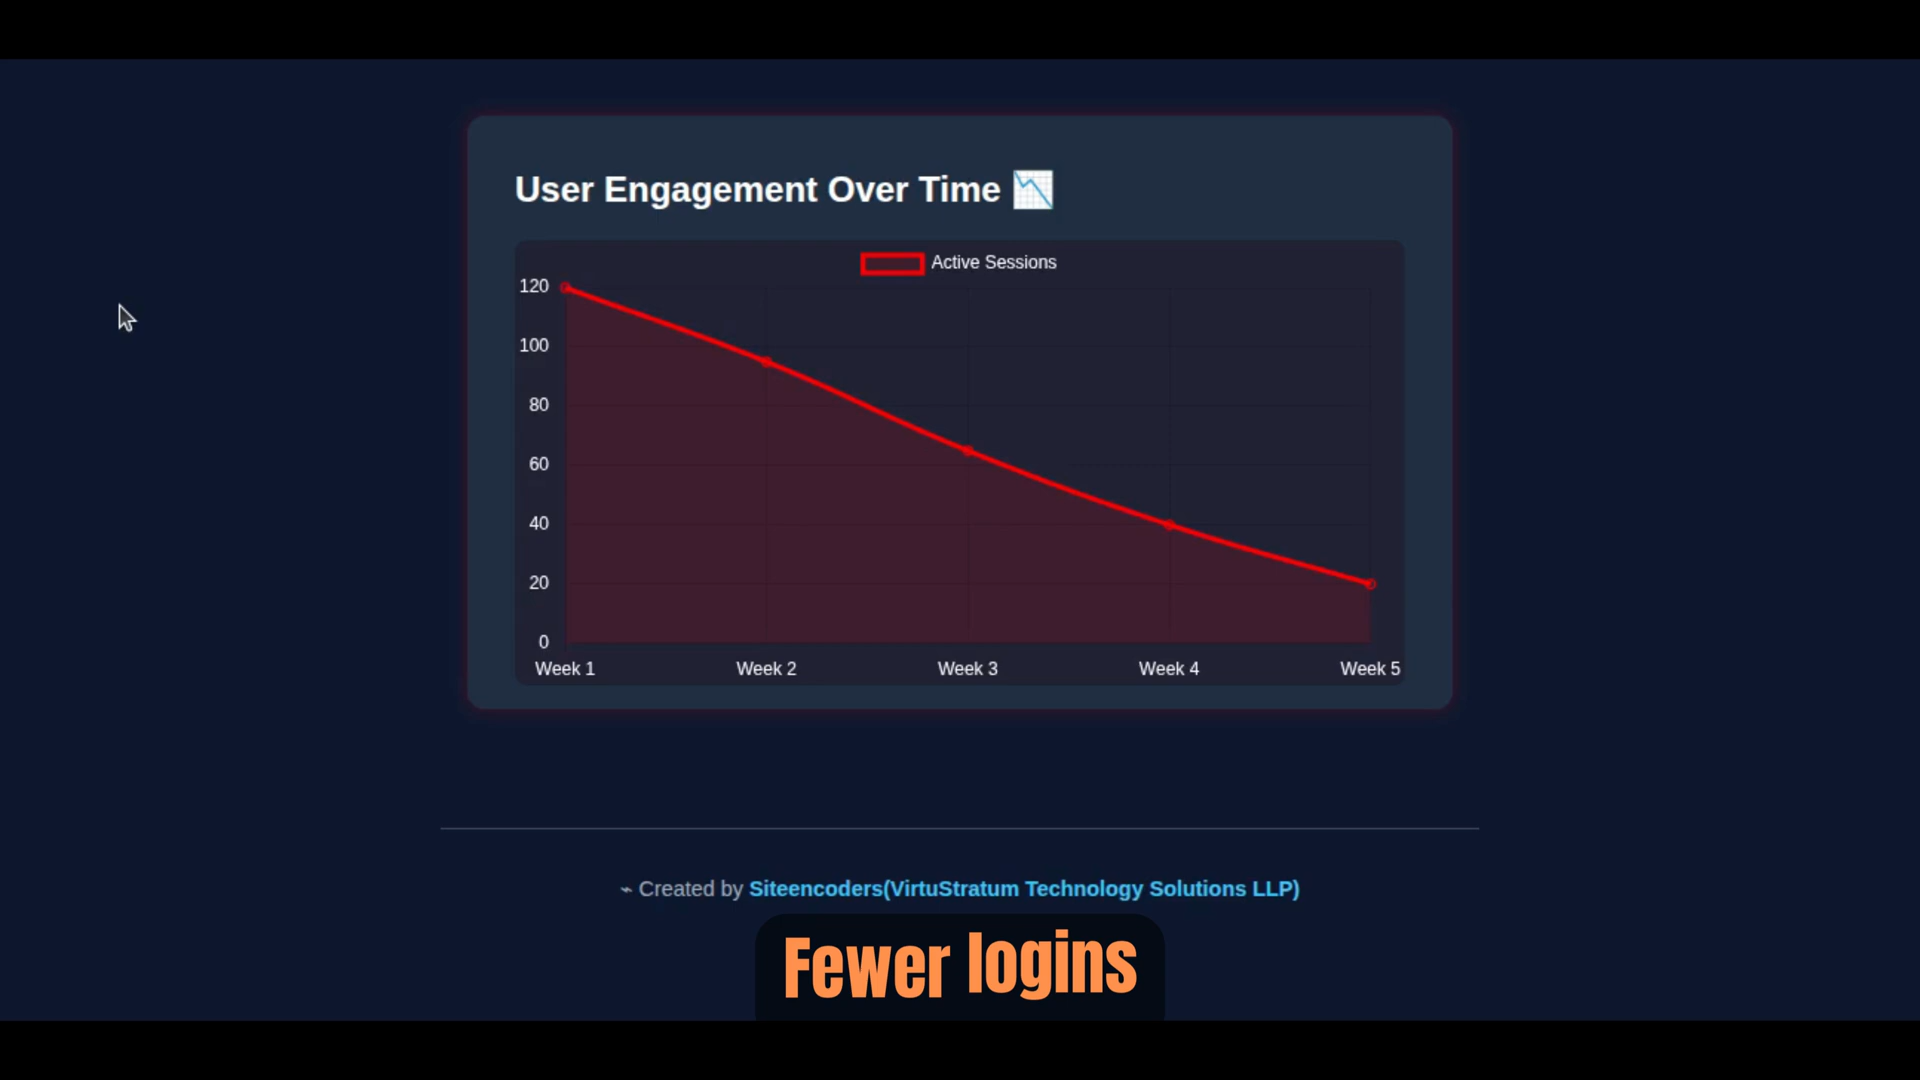 User Engagement Over Time
Active Sessions
120
100
80
60
40
20
0
Week 1 Week 2 Week 3 Week 4 Week 5
Created by Siteencoders(VirtuStratum Technology Solutions LLP)
Fewer logins